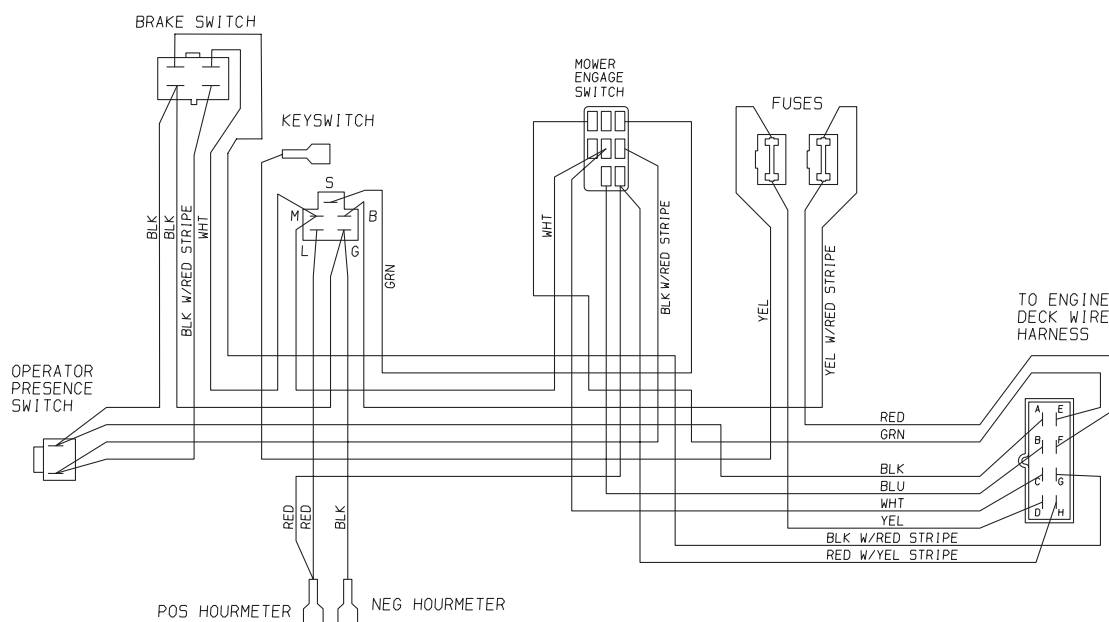 BRAKE SWITCH
KEYSWITCH
MOWER
ENGAGE
SWITCH
FUSES
S
M
B
L
G
BLK
BLK
BLK W/RED STRIPE
WHT
GRN
WHT
BLK W/RED STRIPE
YEL
YEL W/RED STRIPE
TO ENGINE
DECK WIRE
HARNESS
OPERATOR
PRESENCE
SWITCH
RED
GRN
BLK
BLU
WHT
YEL
BLK W/RED STRIPE
RED W/YEL STRIPE
A E
B F
C G
D H
RED
RED
BLK
POS HOURMETER
NEG HOURMETER